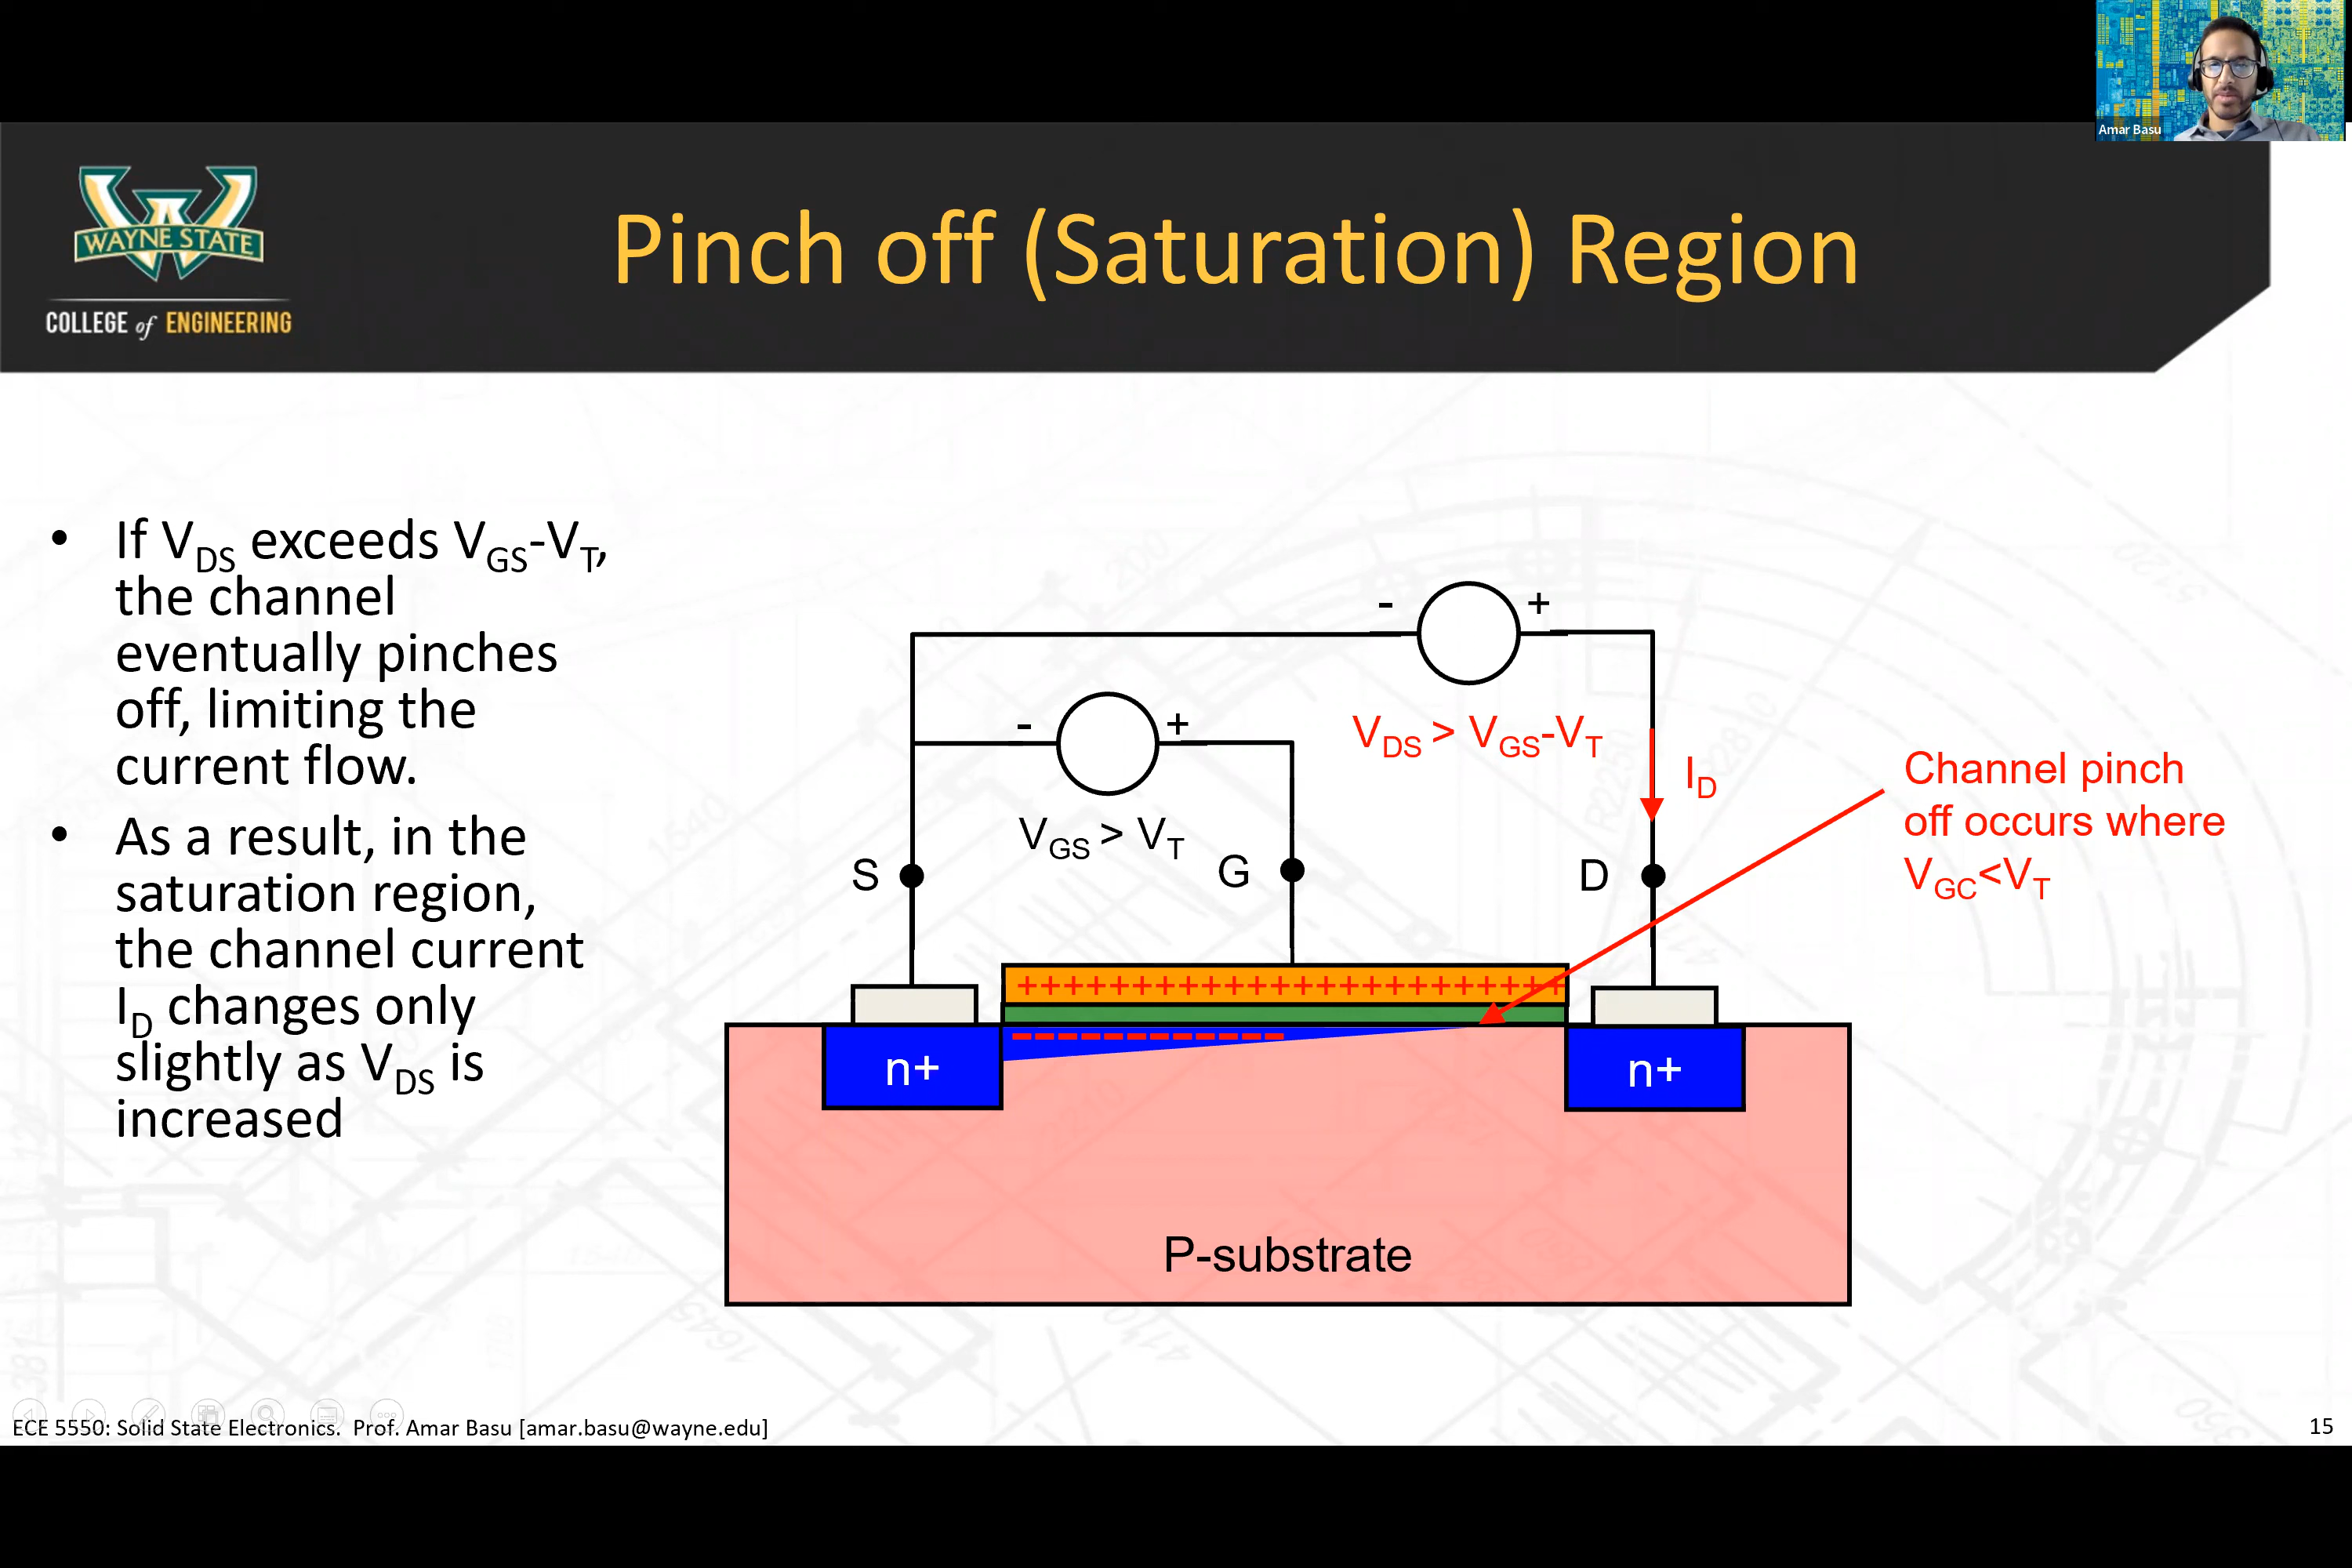 Amar Basu
WAYNE STATE
COLLEGE of ENGINEERING
Pinch off (Saturation) Region
• If V_DS exceeds V_GS-V_T,
the channel
eventually pinches
off, limiting the
current flow.
• As a result, in the
saturation region,
the channel current
I_D changes only
slightly as V_DS is
increased
- +
V_DS > V_GS-V_T
- +
V_GS > V_T
I_D
Channel pinch
off occurs where
V_GC<V_T
S G D
++++++++++++++++++++++++
n+ n+
P-substrate
ECE 5550: Solid State Electronics. Prof. Amar Basu [amar.basu@wayne.edu]
15